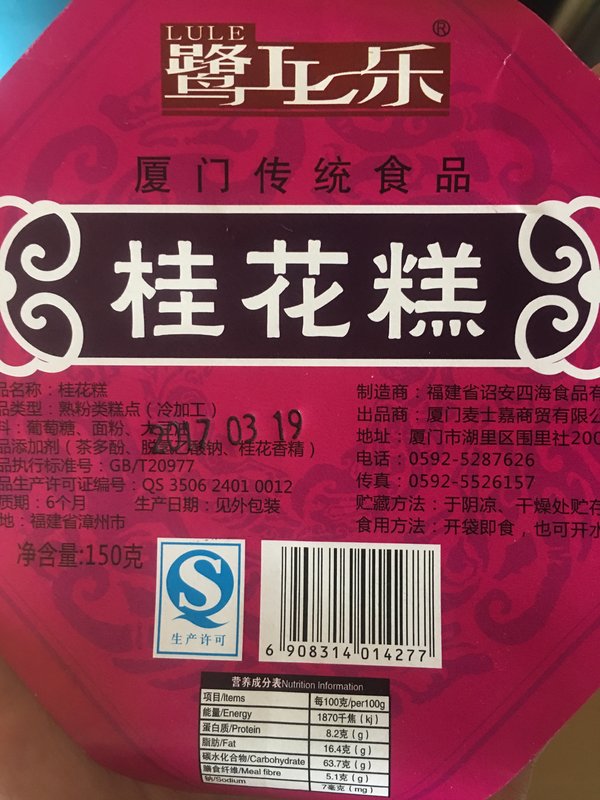 LULE
鹭上乐
®
厦门传统食品
桂花糕
品名称：桂花糕
品类型：熟粉类糕点（冷加工）
料：葡萄糖、面粉、
2017 03 19
品添加剂（茶多酚、酸钠、桂花香精）
品执行标准号：GB/T20977
品生产许可证编号：QS 3506 2401 0012
质期：6个月 生产日期：见外包装
地：福建省漳州市
净含量:150克
制造商：福建省诏安四海食品有
出品商：厦门麦士嘉商贸有限公
地址：厦门市湖里区围里社200
电话：0592-5287626
传真：0592-5526157
贮藏方法：于阴凉、干燥处贮存
食用方法：开袋即食，也可开水
生产许可
6 908314 014277
营养成分表Nutrition Information
项目/Items 每100克/per100g
能量/Energy 1870千焦（kj）
蛋白质/Protein 8.2克（g）
脂肪/Fat 16.4克（g）
碳水化合物/Carbohydrate 63.7克（g）
膳食纤维/Meal fibre 5.1克（g）
钠/Sodium 7毫克（mg）